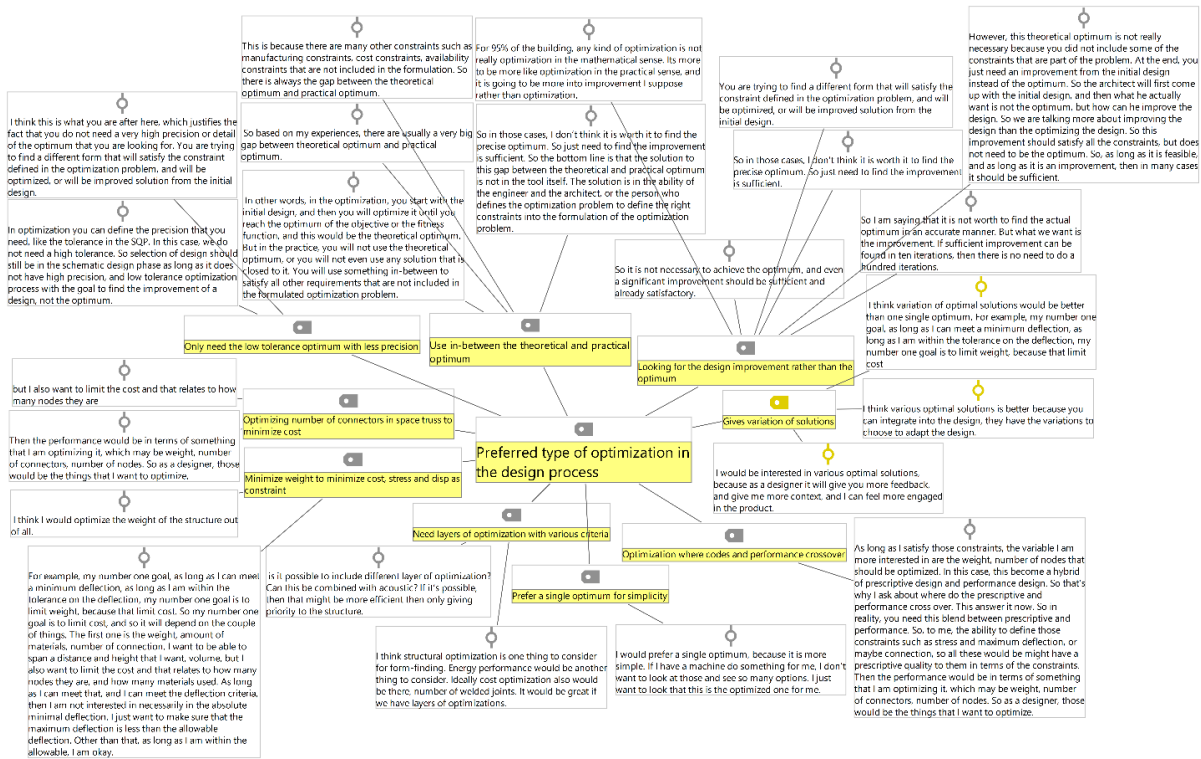 This is because there are many other constraints such as
manufacturing constraints, cost constraints, availability
constraints that are not included in the formulation. So
there is always the gap between the theoretical
optimum and practical optimum.
For 95% of the building, any kind of optimization is not
really optimization in the mathematical sense. Its more
to be more like optimization in the practical sense, and
it is going to be more into improvement I suppose
rather than optimization.
You are trying to find a different form that will satisfy the
constraint defined in the optimization problem, and will
be optimized, or will be improved solution from the
initial design.
However, this theoretical optimum is not really
necessary because you did not include some of the
constraints that are part of the problem. At the end, you
just need an improvement from the initial design
instead of the optimum. So the architect will first come
up with the initial design, and then what he actually
want is not the optimum, but how can he improve the
design. So we are talking more about improving the
design than the optimizing the design. So this
improvement should satisfy all the constraints, but does
not need to be the optimum. So, as long as it is feasible,
and as long as it is an improvement, then in many cases
it should be sufficient.
I think this is what you are after here, which justifies the
fact that you do not need a very high precision or detail
of the optimum that you are looking for. You are trying
to find a different form that will satisfy the constraint
defined in the optimization problem, and will be
optimized, or will be improved solution from the initial
design.
So based on my experiences, there are usually a very big
gap between theoretical optimum and practical
optimum.
So in those cases, I don't think it is worth it to find the
precise optimum. So just need to find the improvement
is sufficient. So the bottom line is that the solution to
this gap between the theoretical and practical optimum
is not in the tool itself. The solution is in the ability of
the engineer and the architect, or the person who
defines the optimization problem to define the right
constraints into the formulation of the optimization
problem.
So in those cases, I don't think it is worth it to find the
precise optimum. So just need to find the improvement
is sufficient.
In optimization you can define the precision that you
need, like the tolerance in the SQP. In this case, we do
not need a high tolerance. So selection of design should
still be in the schematic design phase as long as it does
not have high precision, and low tolerance optimization
process with the goal to find the improvement of a
design, not the optimum.
In other words, in the optimization, you start with the
initial design, and then you will optimize it until you
reach the optimum of the objective or the fitness
function, and this would be the theoretical optimum.
But in the practice, you will not use the theoretical
optimum, or you will not even use any solution that is
closed to it. You will use something in-between to
satisfy all other requirements that are not included in
the formulated optimization problem.
So it is not necessary to achieve the optimum, and even
a significant improvement should be sufficient and
already satisfactory.
So I am saying that it is not worth to find the actual
optimum in an accurate manner. But what we want is
the improvement. If sufficient improvement can be
found in ten iterations, then there is no need to do a
hundred iterations.
I think variation of optimal solutions would be better
than one single optimum. For example, my number one
goal, as long as I can meet a minimum deflection, as
long as I am within the tolerance on the deflection, my
number one goal is to limit weight, because that limit
cost
Only need the low tolerance optimum with less precision
Use in-between the theoretical and practical
optimum
Looking for the design improvement rather than the
optimum
but I also want to limit the cost and that relates to how
many nodes they are
Optimizing number of connectors in space truss to
minimize cost
Gives variation of solutions
I think various optimal solutions is better because you
can integrate into the design, they have the variations to
choose to adapt the design.
Then the performance would be in terms of something
that I am optimizing it, which may be weight, number
of connectors, number of nodes. So as a designer, those
would be the things that I want to optimize.
Minimize weight to minimize cost, stress and disp as
constraint
Preferred type of optimization in
the design process
I would be interested in various optimal solutions,
because as a designer it will give you more feedback,
and give me more context, and I can feel more engaged
in the product.
I think I would optimize the weight of the structure out
of all.
Need layers of optimization with various criteria
Optimization where codes and performance crossover
For example, my number one goal, as long as I can meet
a minimum deflection, as long as I am within the
tolerance on the deflection, my number one goal is to
limit weight, because that limit cost. So my number one
goal is to limit cost, and so it will depend on the couple
of things. The first one is the weight, amount of
materials, number of connection. I want to be able to
span a distance and height that I want, volume, but I
also want to limit the cost and that relates to how many
nodes they are, and how many materials used. As long
as I can meet that, and I can meet the deflection criteria,
then I am not interested in necessarily in the absolute
minimal deflection. I just want to make sure that the
maximum deflection is less than the allowable
deflection. Other than that, as long as I am within the
allowable, I am okay.
is it possible to include different layer of optimization?
Can this be combined with acoustic? If it's possible,
then that might be more efficient then only giving
priority to the structure.
Prefer a single optimum for simplicity
I think structural optimization is one thing to consider
for form-finding. Energy performance would be another
thing to consider. Ideally cost optimization also would
be there, number of welded joints. It would be great if
we have layers of optimizations.
I would prefer a single optimum, because it is more
simple. If I have a machine do something for me, I don't
want to look at those and see so many options. I just
want to look that this is the optimized one for me.
As long as I satisfy those constraints, the variable I am
more interested in are the weight, number of nodes that
should be optimized. In this case, this become a hybrid
of prescriptive design and performance design. So that's
why I ask about where do the prescriptive and
performance cross over. This answer it now. So in
reality, you need this blend between prescriptive and
performance. So, to me, the ability to define those
constraints such as stress and maximum deflection, or
maybe connection, so all these would be might have a
prescriptive quality to them in terms of the constraints.
Then the performance would be in terms of something
that I am optimizing it, which may be weight, number
of connectors, number of nodes. So as a designer, those
would be the things that I want to optimize.